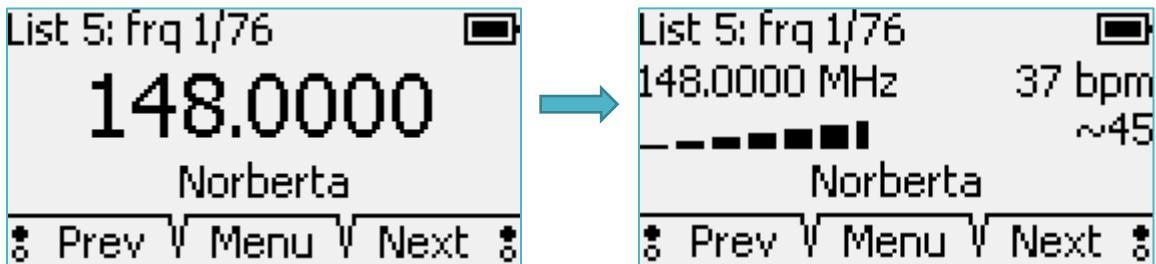 List 5: frq 1/76
148.0000
Norberta
Prev Menu Next
List 5: frq 1/76
148.0000 MHz 37 bpm
~45
Norberta
Prev Menu Next